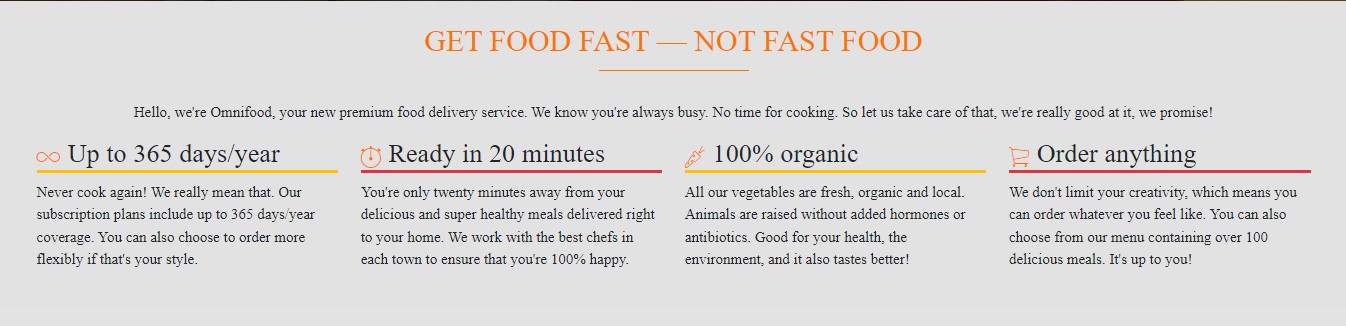 GET FOOD FAST — NOT FAST FOOD
Hello, we're Omnifood, your new premium food delivery service. We know you're always busy. No time for cooking. So let us take care of that, we're really good at it, we promise!
Up to 365 days/year
Never cook again! We really mean that. Our
subscription plans include up to 365 days/year
coverage. You can also choose to order more
flexibly if that's your style.
Ready in 20 minutes
You're only twenty minutes away from your
delicious and super healthy meals delivered right
to your home. We work with the best chefs in
each town to ensure that you're 100% happy.
100% organic
All our vegetables are fresh, organic and local.
Animals are raised without added hormones or
antibiotics. Good for your health, the
environment, and it also tastes better!
Order anything
We don't limit your creativity, which means you
can order whatever you feel like. You can also
choose from our menu containing over 100
delicious meals. It's up to you!